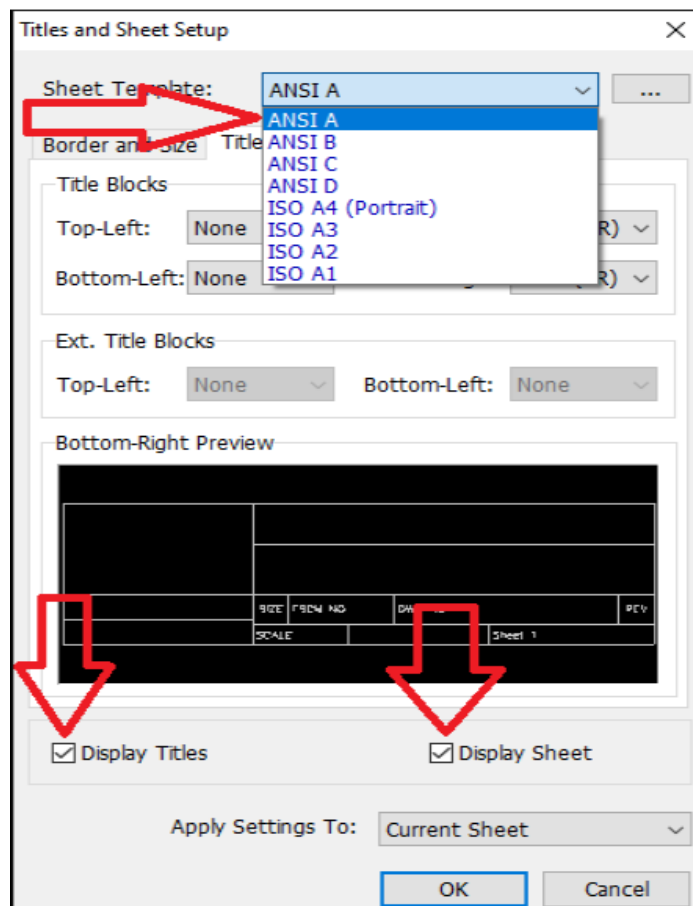 Titles and Sheet Setup
Sheet Template: ANSI A ...
ANSI A
Border and Size Title
ANSI B
ANSI C
Title Blocks
ANSI D
ISO A4 (Portrait)
Top-Left: None ISO A3 R)
ISO A2
Bottom-Left: None ISO A1 R)
Ext. Title Blocks
Top-Left: None Bottom-Left: None
Bottom-Right Preview
SIZE FSCM NO. REV
SCALE Sheet 1
Display Titles Display Sheet
Apply Settings To: Current Sheet
OK Cancel